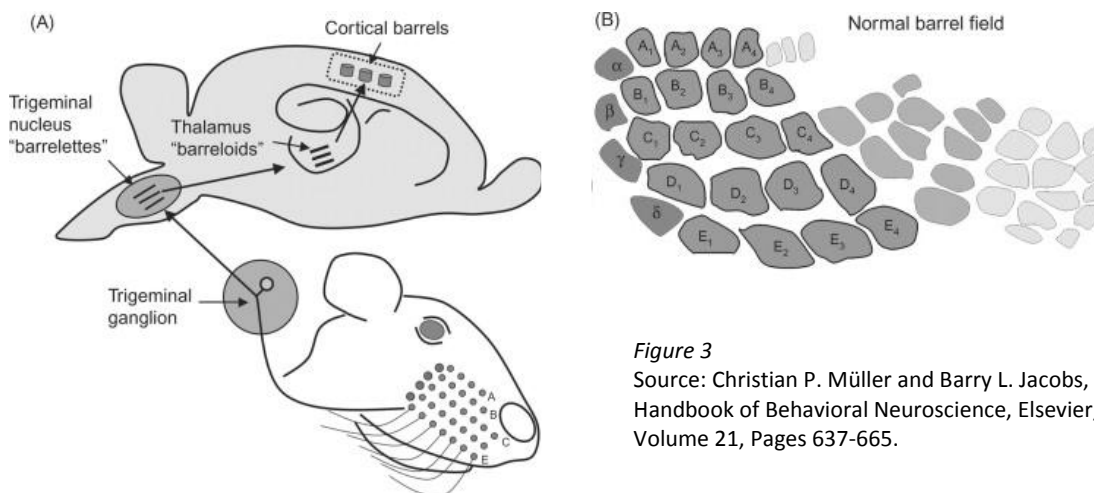 (A)
Cortical barrels
Trigeminal
nucleus
"barrelettes"
Thalamus
"barreloids"
Trigeminal
ganglion
A
B
C
E
(B)
Normal barrel field
α
A1 A2 A3 A4
β
B1 B2 B3 B4
γ
C1 C2 C3 C4
δ
D1 D2 D3 D4
E1 E2 E3 E4
Figure 3
Source: Christian P. Müller and Barry L. Jacobs,
Handbook of Behavioral Neuroscience, Elsevier,
Volume 21, Pages 637-665.